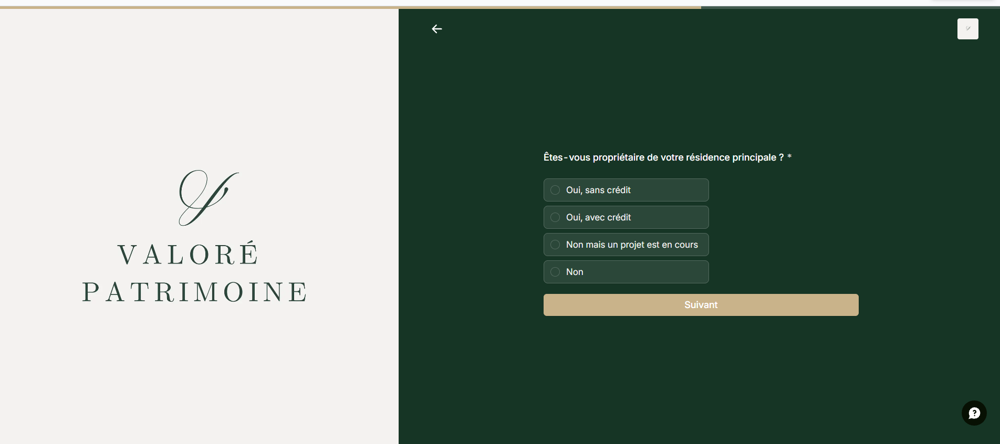 VALORÉ
PATRIMOINE
Êtes-vous propriétaire de votre résidence principale ? *
Oui, sans crédit
Oui, avec crédit
Non mais un projet est en cours
Non
Suivant
?